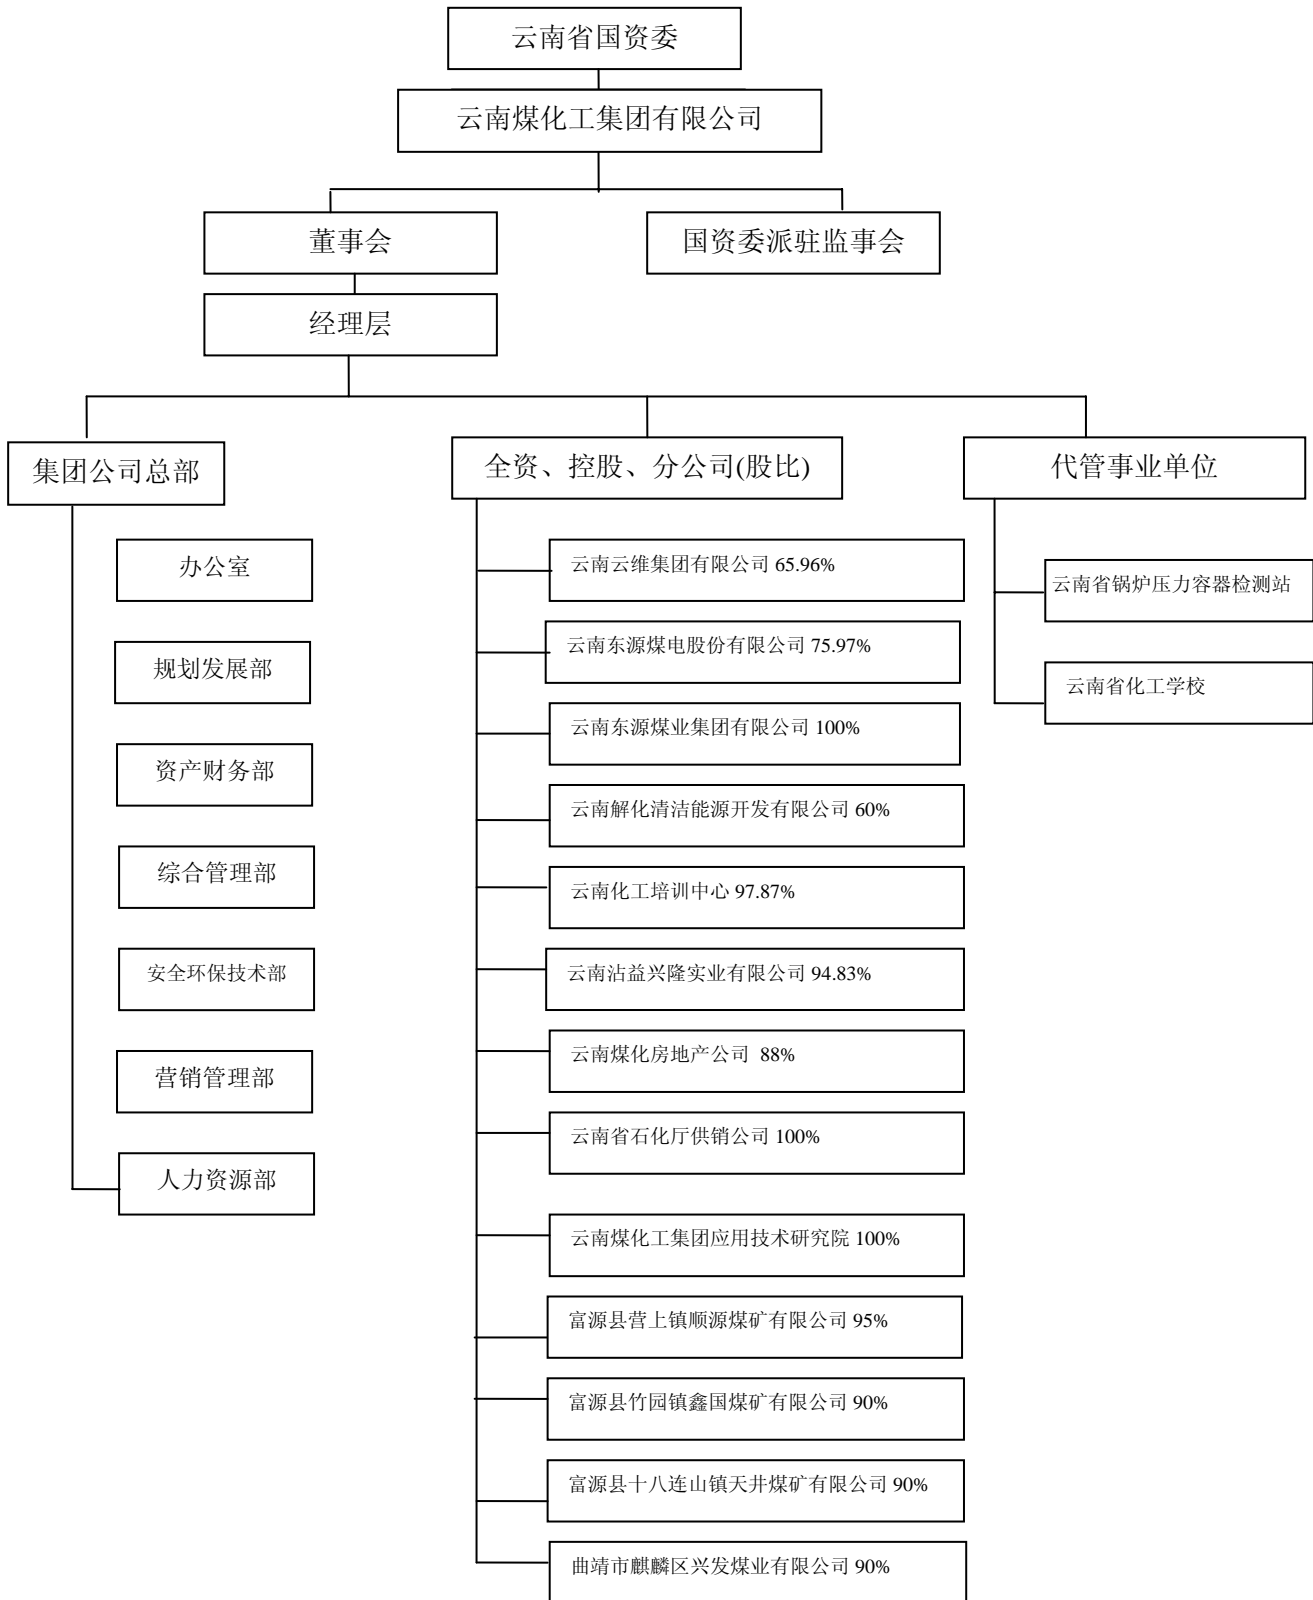 云南省国资委
云南煤化工集团有限公司
董事会
国资委派驻监事会
经理层
集团公司总部
办公室
规划发展部
资产财务部
综合管理部
安全环保技术部
营销管理部
人力资源部
全资、控股、分公司(股比)
云南云维集团有限公司 65.96%
云南东源煤电股份有限公司 75.97%
云南东源煤业集团有限公司 100%
云南解化清洁能源开发有限公司 60%
云南化工培训中心 97.87%
云南沾益兴隆实业有限公司 94.83%
云南煤化房地产公司 88%
云南省石化厅供销公司 100%
云南煤化工集团应用技术研究院 100%
富源县营上镇顺源煤矿有限公司 95%
富源县竹园镇鑫国煤矿有限公司 90%
富源县十八连山镇天井煤矿有限公司 90%
曲靖市麒麟区兴发煤业有限公司 90%
代管事业单位
云南省锅炉压力容器检测站
云南省化工学校